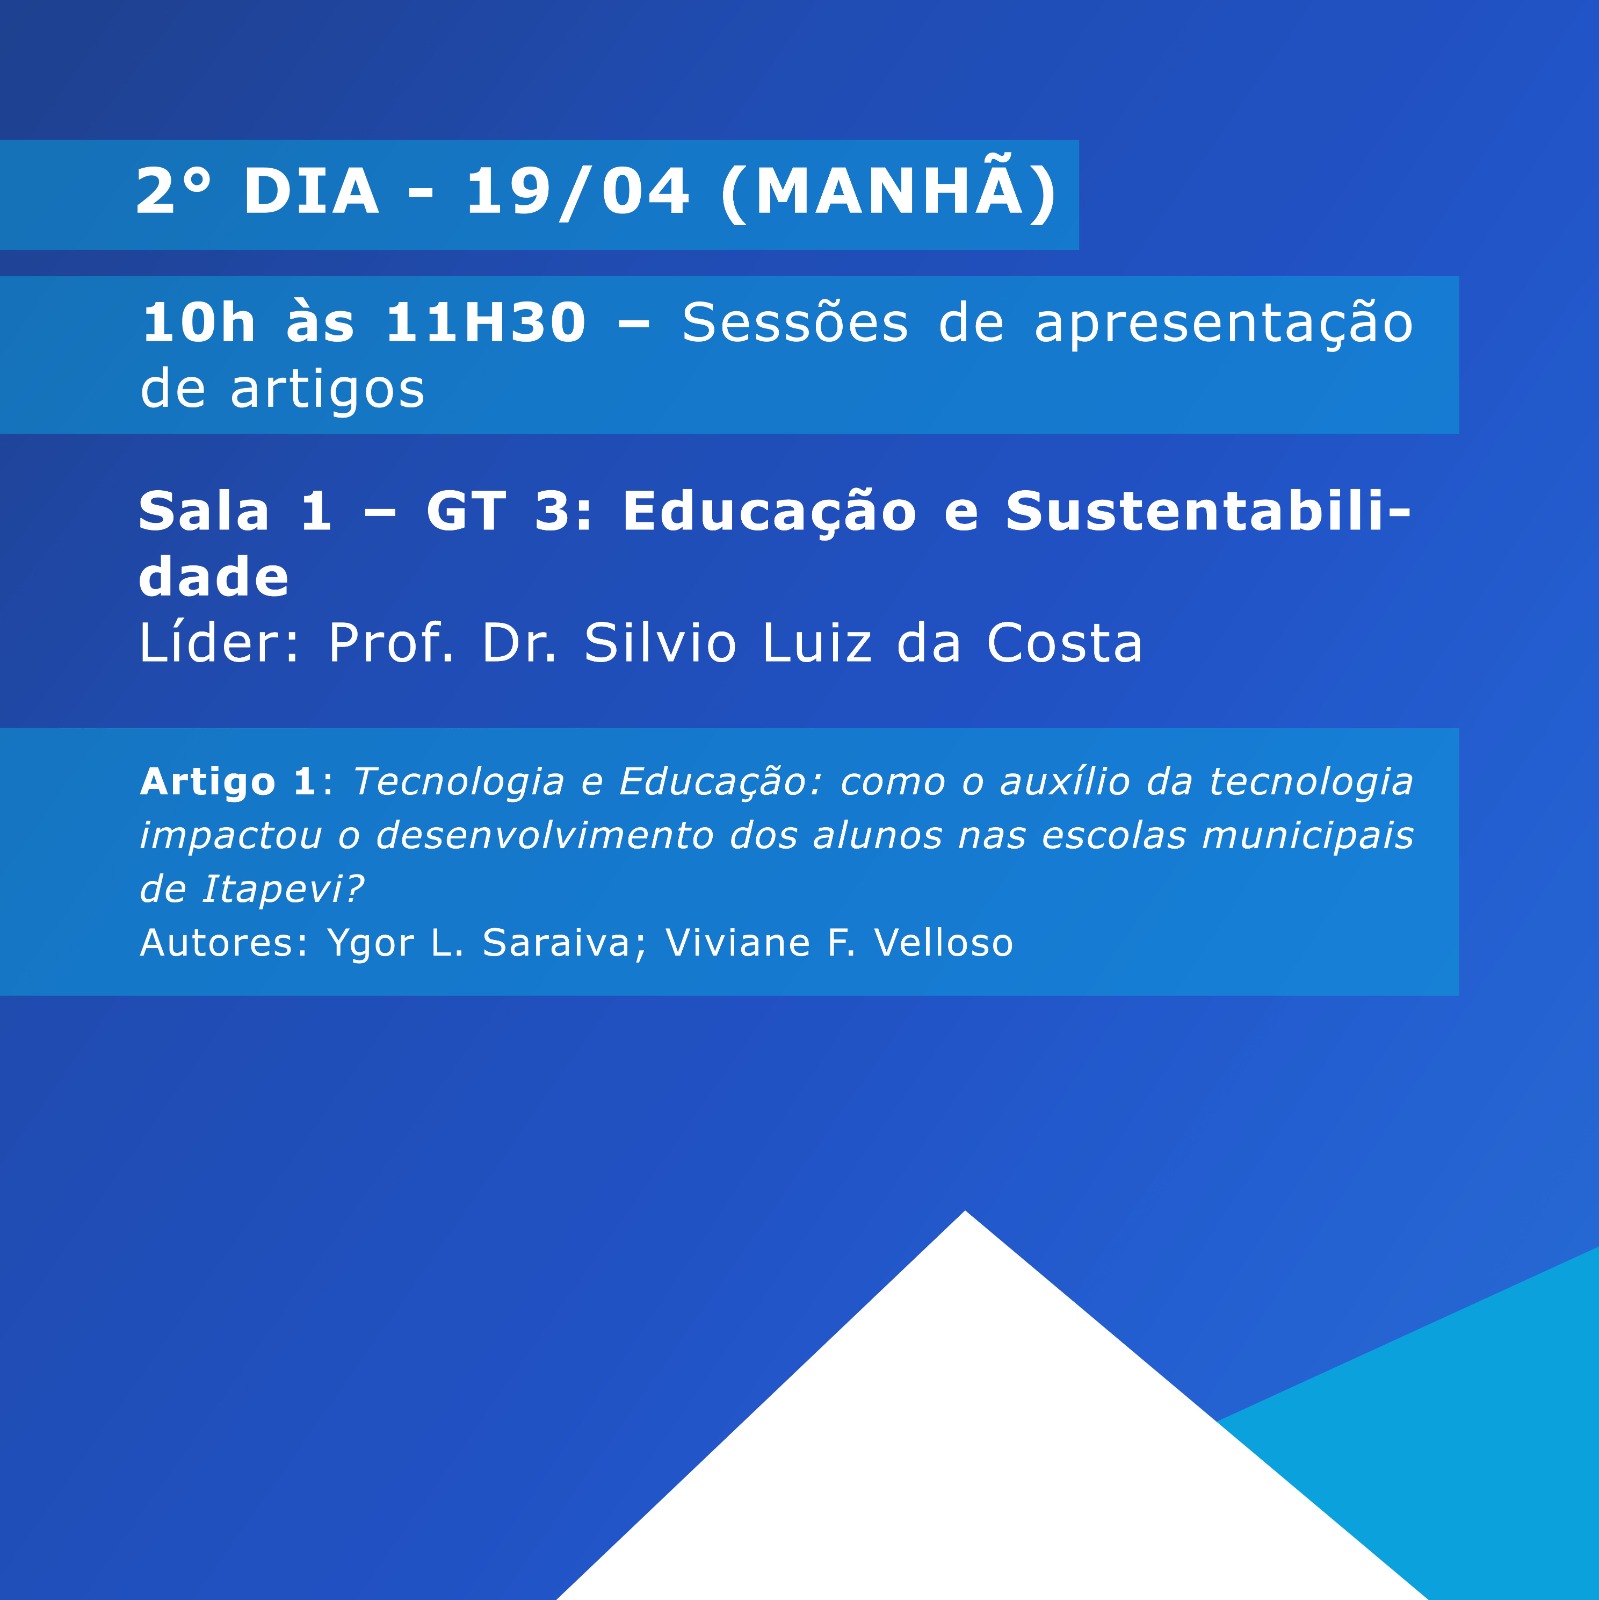 2° DIA - 19/04 (MANHÃ)
10h às 11H30 – Sessões de apresentação
de artigos
Sala 1 – GT 3: Educação e Sustentabili-
dade
Líder: Prof. Dr. Silvio Luiz da Costa
Artigo 1: Tecnologia e Educação: como o auxílio da tecnologia
impactou o desenvolvimento dos alunos nas escolas municipais
de Itapevi?
Autores: Ygor L. Saraiva; Viviane F. Velloso